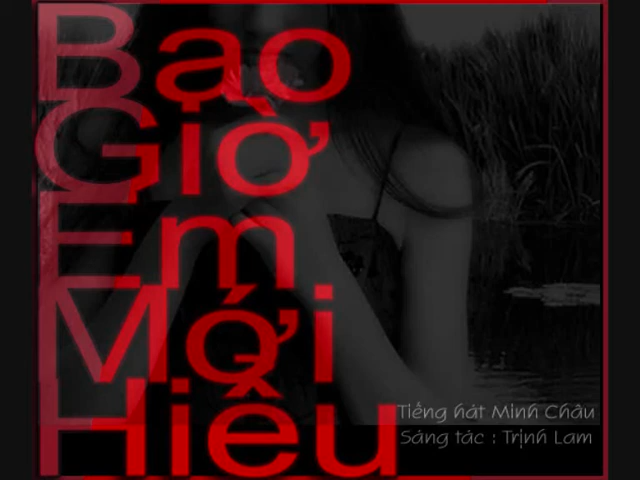 Bao
Giờ
Em
Mới
Hiểu
Tiếng hát Minh Châu
Sáng tác : Trịnh Lam